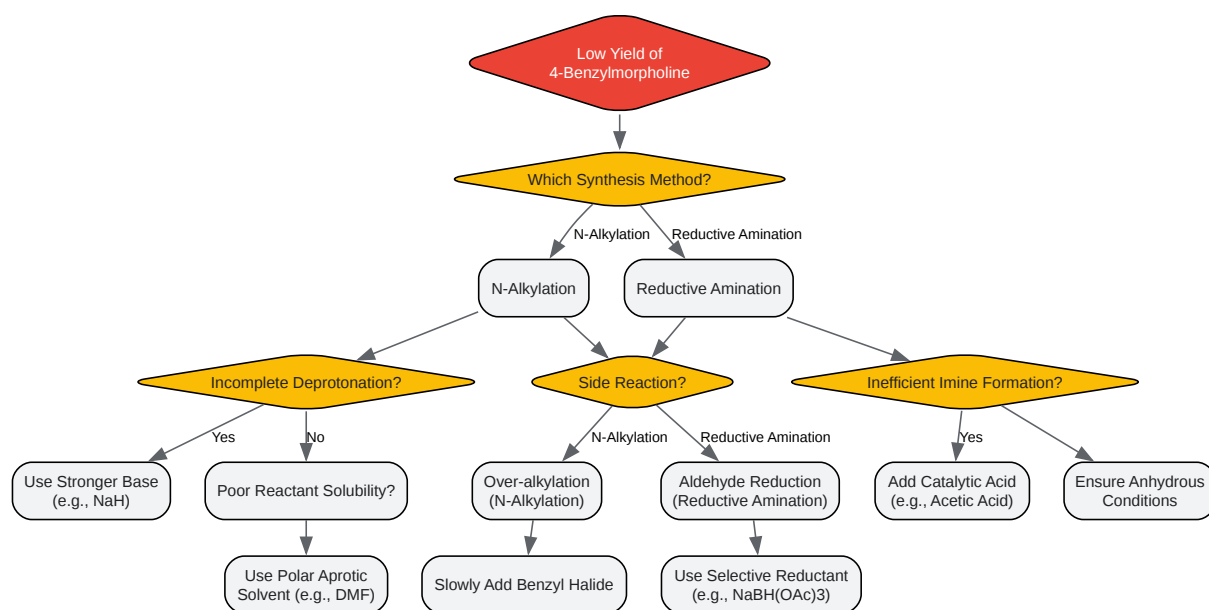 Low Yield of
4-Benzylmorpholine
Which Synthesis Method?
N-Alkylation
Reductive Amination
N-Alkylation
Reductive Amination
Incomplete Deprotonation?
Side Reaction?
Inefficient Imine Formation?
Yes
No
N-Alkylation
Reductive Amination
Yes
Use Stronger Base
(e.g., NaH)
Poor Reactant Solubility?
Over-alkylation
(N-Alkylation)
Aldehyde Reduction
(Reductive Amination)
Add Catalytic Acid
(e.g., Acetic Acid)
Ensure Anhydrous
Conditions
Use Polar Aprotic
Solvent (e.g., DMF)
Slowly Add Benzyl Halide
Use Selective Reductant
(e.g., NaBH(OAc)3)